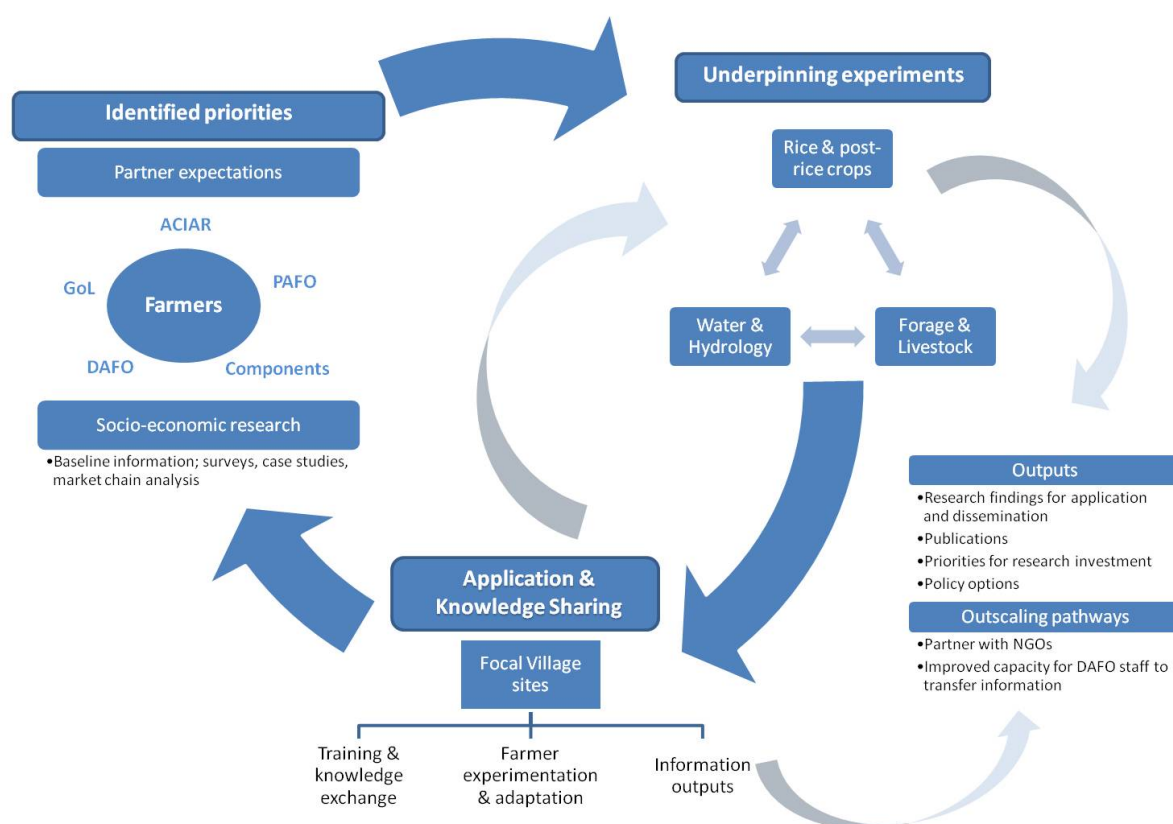 Identified priorities
Partner expectations
ACIAR
GoL
PAFO
Farmers
DAFO
Components
Socio-economic research
•Baseline information; surveys, case studies,
market chain analysis
Underpinning experiments
Rice & post-
rice crops
Water &
Hydrology
Forage &
Livestock
Application &
Knowledge Sharing
Focal Village
sites
Training &
knowledge
exchange
Farmer
experimentation
& adaptation
Information
outputs
Outputs
•Research findings for application
and dissemination
•Publications
•Priorities for research investment
•Policy options
Outscaling pathways
•Partner with NGOs
•Improved capacity for DAFO staff to
transfer information